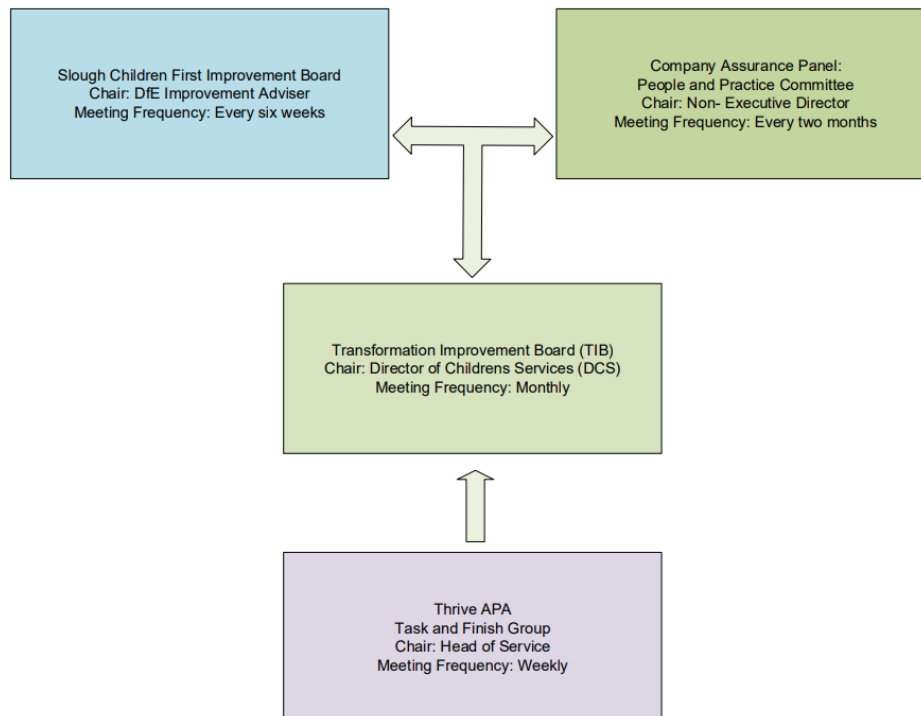 Slough Children First Improvement Board
Chair: DfE Improvement Adviser
Meeting Frequency: Every six weeks
Company Assurance Panel:
People and Practice Committee
Chair: Non- Executive Director
Meeting Frequency: Every two months
Transformation Improvement Board (TIB)
Chair: Director of Childrens Services (DCS)
Meeting Frequency: Monthly
Thrive APA
Task and Finish Group
Chair: Head of Service
Meeting Frequency: Weekly